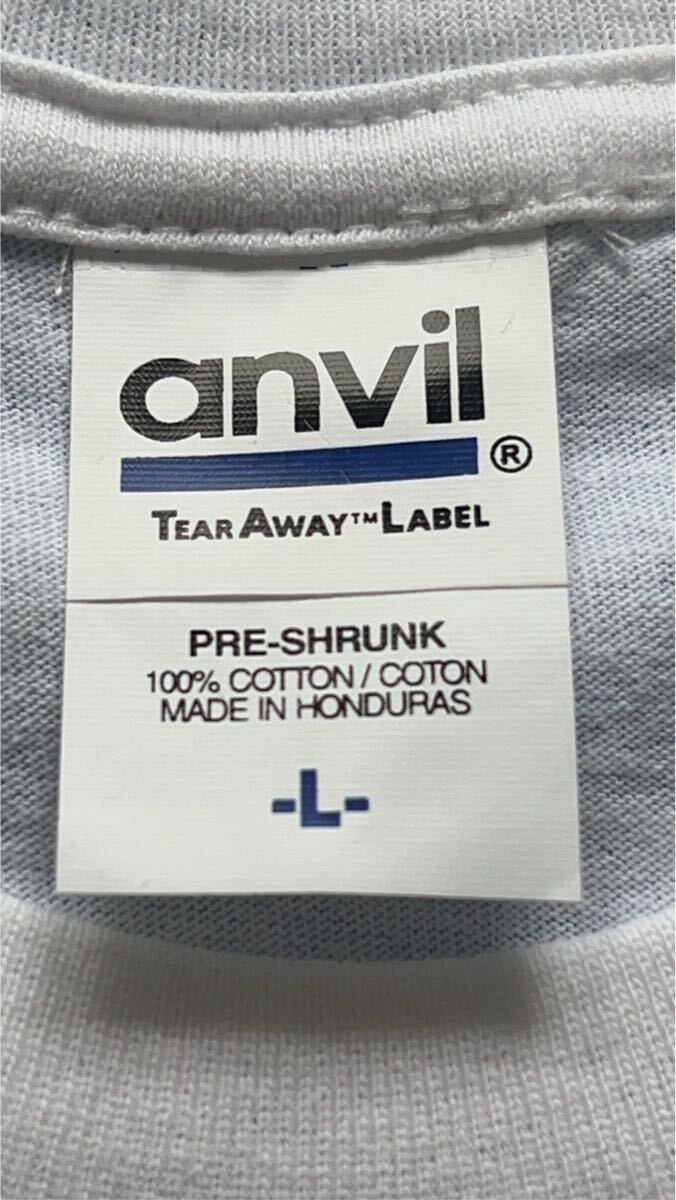 anvil
®
TEAR AWAY™ LABEL
PRE-SHRUNK
100% COTTON / COTON
MADE IN HONDURAS
-L-